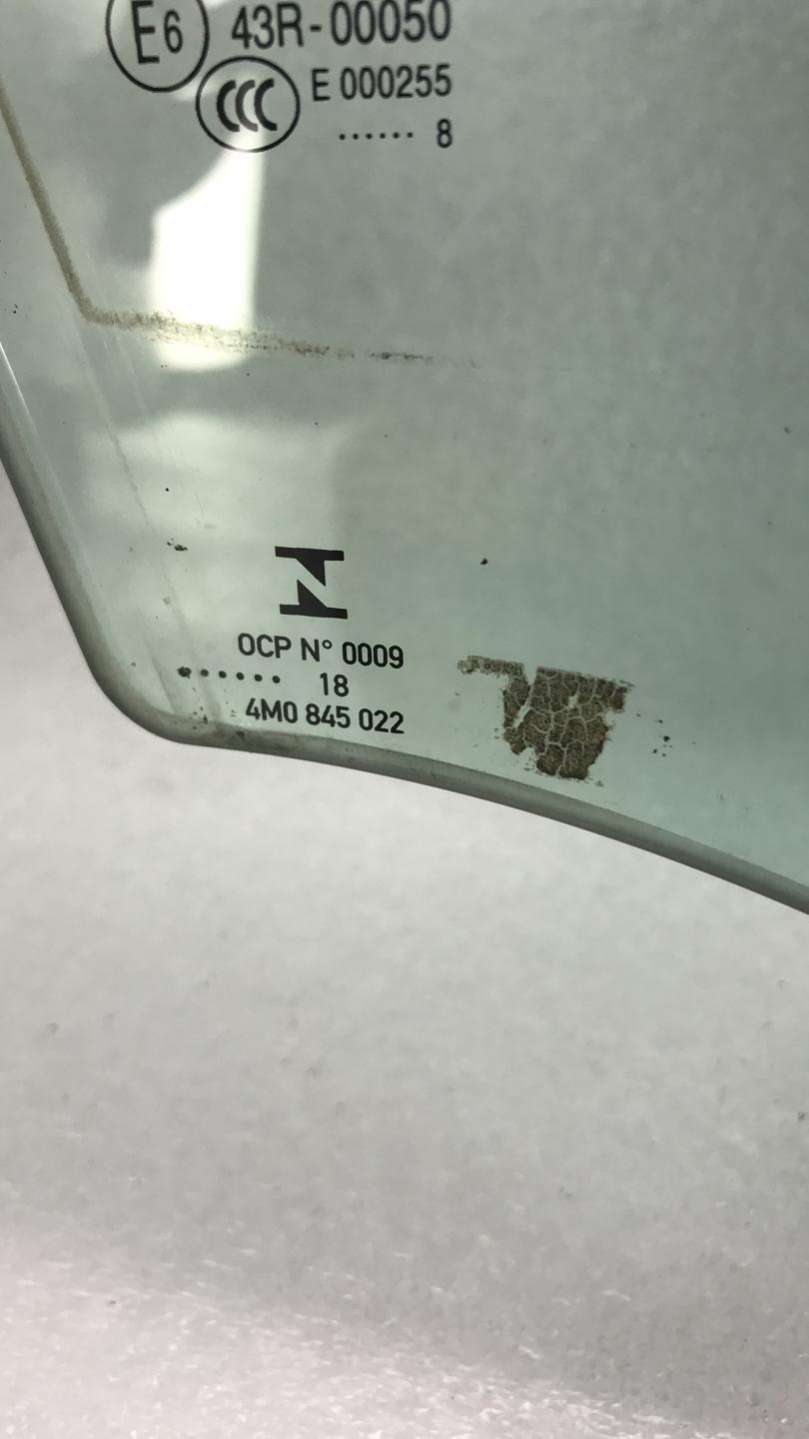 E6 43R-00050
CCC E 000255
...... 8
OCP N° 0009
...... 18
4M0 845 022